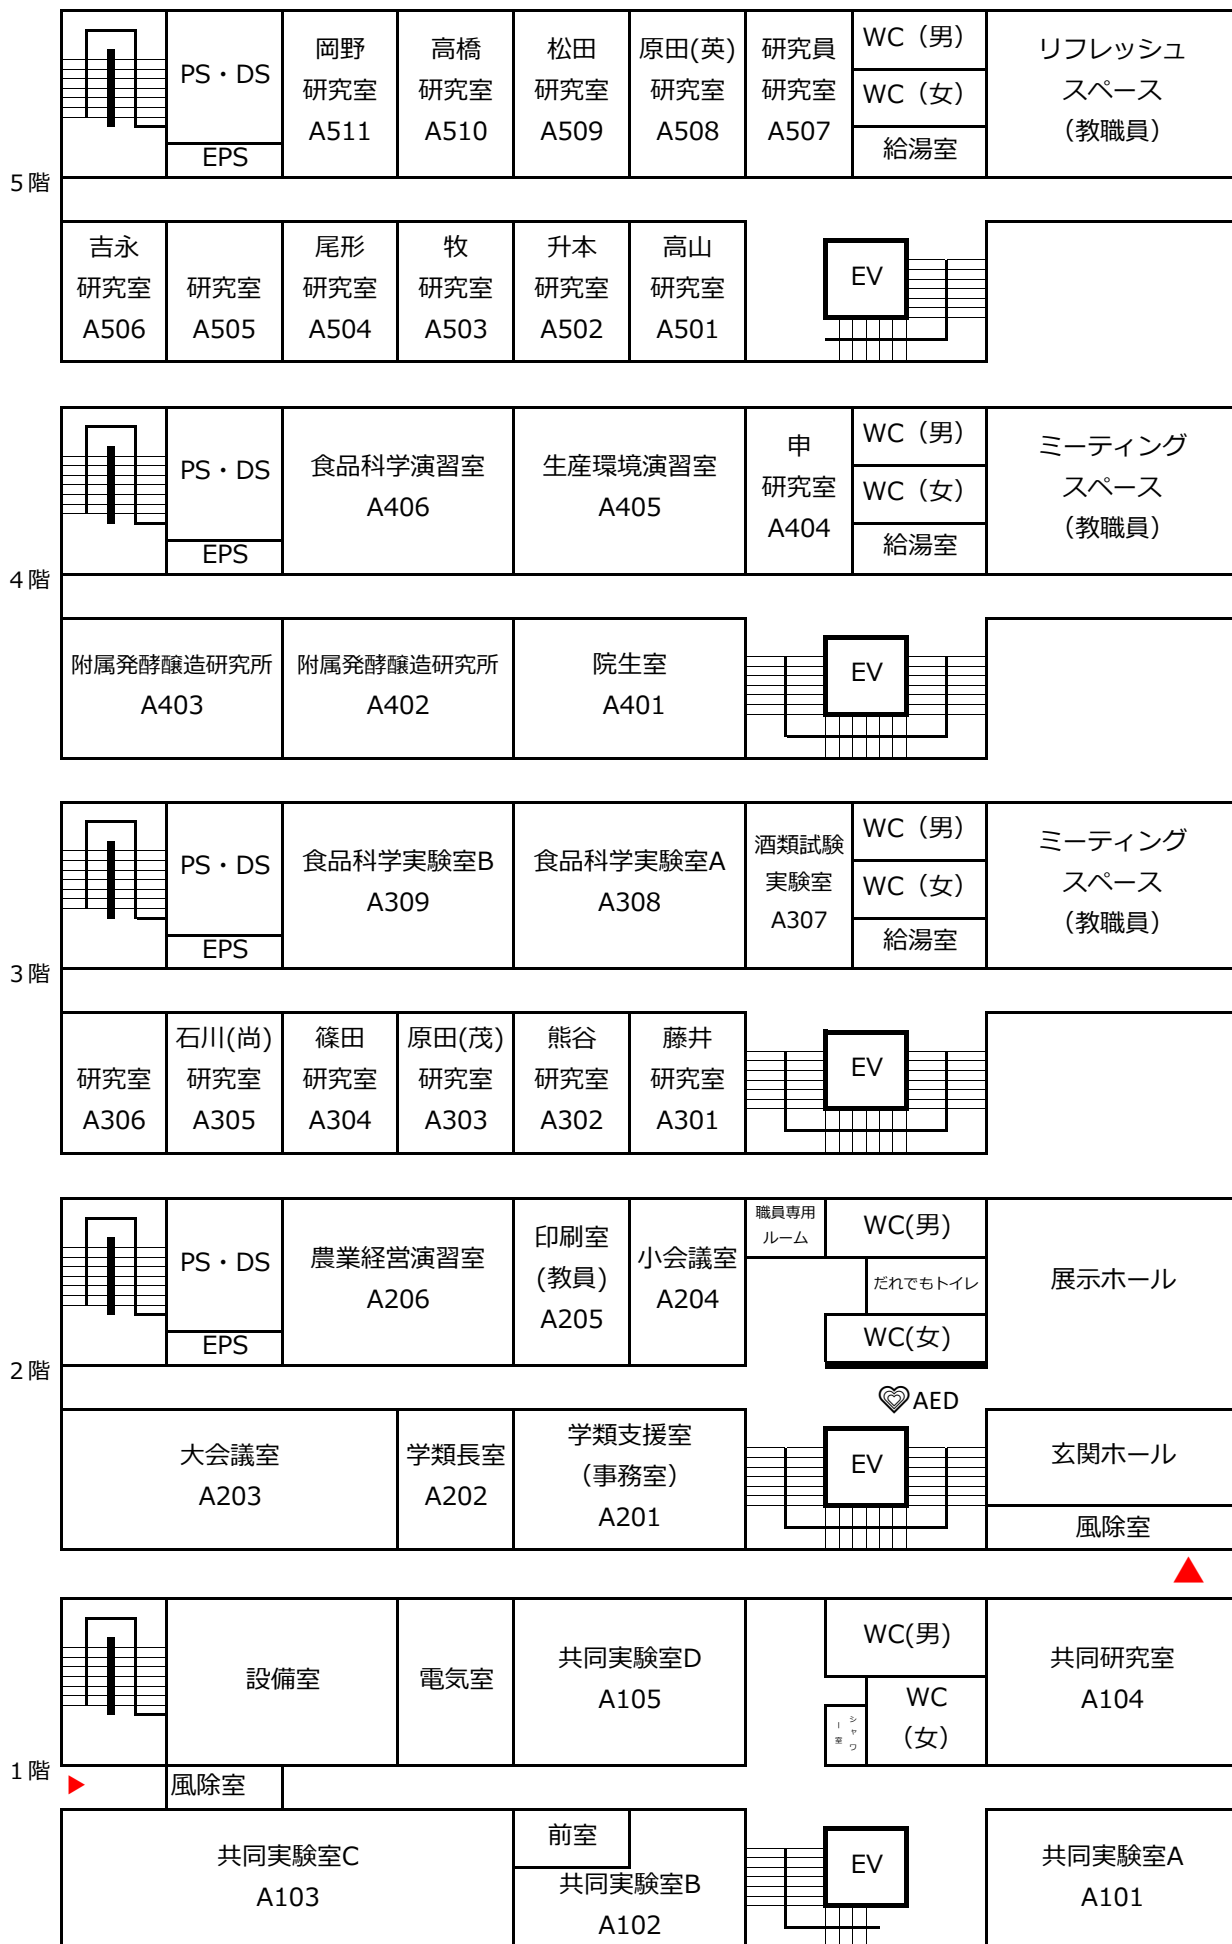 5階
PS・DS
EPS
岡野
研究室
A511
高橋
研究室
A510
松田
研究室
A509
原田(英)
研究室
A508
研究員
研究室
A507
WC（男）
WC（女）
給湯室
リフレッシュ
スペース
（教職員）
吉永
研究室
A506
研究室
A505
尾形
研究室
A504
牧
研究室
A503
升本
研究室
A502
高山
研究室
A501
EV
4階
PS・DS
EPS
食品科学演習室
A406
生産環境演習室
A405
申
研究室
A404
WC（男）
WC（女）
給湯室
ミーティング
スペース
（教職員）
附属発酵醸造研究所
A403
附属発酵醸造研究所
A402
院生室
A401
EV
3階
PS・DS
EPS
食品科学実験室B
A309
食品科学実験室A
A308
酒類試験
実験室
A307
WC（男）
WC（女）
給湯室
ミーティング
スペース
（教職員）
研究室
A306
石川(尚)
研究室
A305
篠田
研究室
A304
原田(茂)
研究室
A303
熊谷
研究室
A302
藤井
研究室
A301
EV
2階
PS・DS
EPS
農業経営演習室
A206
印刷室
(教員)
A205
小会議室
A204
職員専用
ルーム
WC(男)
だれでもトイレ
WC(女)
展示ホール
AED
大会議室
A203
学類長室
A202
学類支援室
（事務室）
A201
EV
玄関ホール
風除室
1階
設備室
電気室
共同実験室D
A105
WC(男)
WC
（女）
シャワ
ー室
共同研究室
A104
風除室
共同実験室C
A103
前室
共同実験室B
A102
EV
共同実験室A
A101